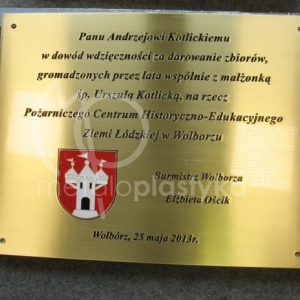 Panu Andrzejowi Kotlickiemu
w dowód wdzięczności za darowanie zbiorów,
gromadzonych przez lata wspólnie z małżonką
śp. Urszulą Kotlicką, na rzecz
Pożarniczego Centrum Historyczno-Edukacyjnego
Ziemi Łódzkiej w Wolborzu
Burmistrz Wolborza
Elżbieta Ościk
metaloplastyka
Wolbórz, 25 maja 2013r.